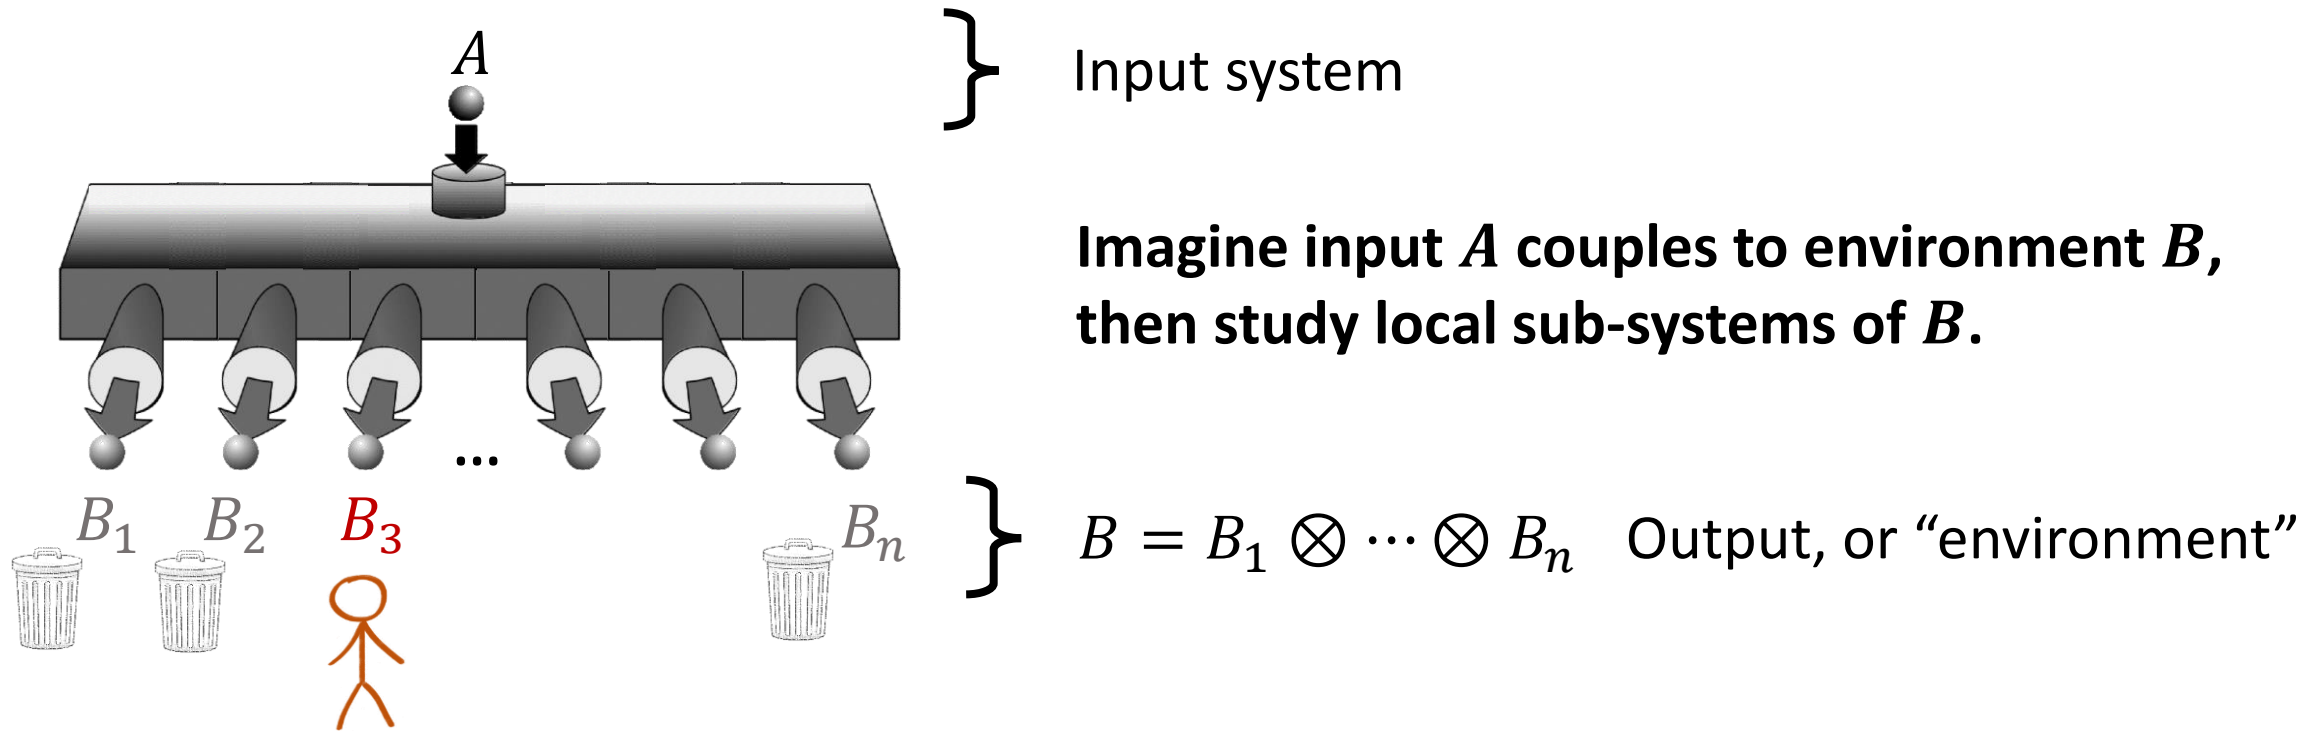 A
Input system
Imagine input A couples to environment B,
then study local sub-systems of B.
...
B₁ B₂ B₃ Bₙ
B = B₁ ⊗ ⋯ ⊗ Bₙ Output, or “environment”